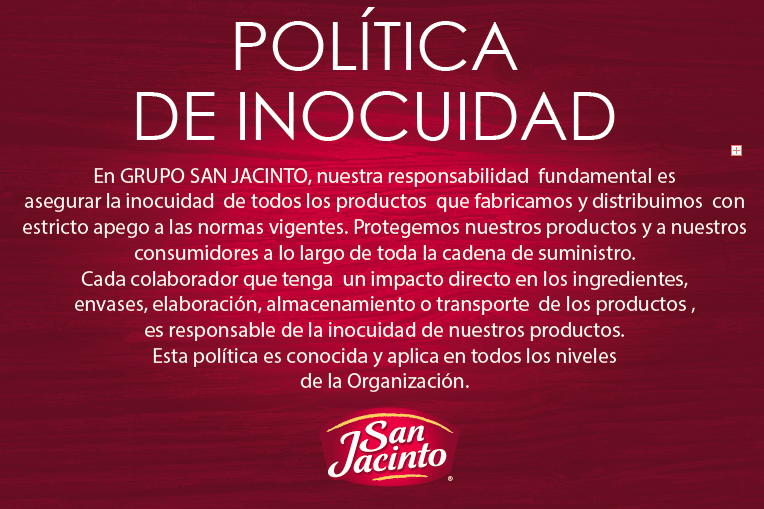 POLÍTICA
DE INOCUIDAD
En GRUPO SAN JACINTO, nuestra responsabilidad fundamental es
asegurar la inocuidad de todos los productos que fabricamos y distribuimos con
estricto apego a las normas vigentes. Protegemos nuestros productos y a nuestros
consumidores a lo largo de toda la cadena de suministro.
Cada colaborador que tenga un impacto directo en los ingredientes,
envases, elaboración, almacenamiento o transporte de los productos ,
es responsable de la inocuidad de nuestros productos.
Esta política es conocida y aplica en todos los niveles
de la Organización.
San
Jacinto ®